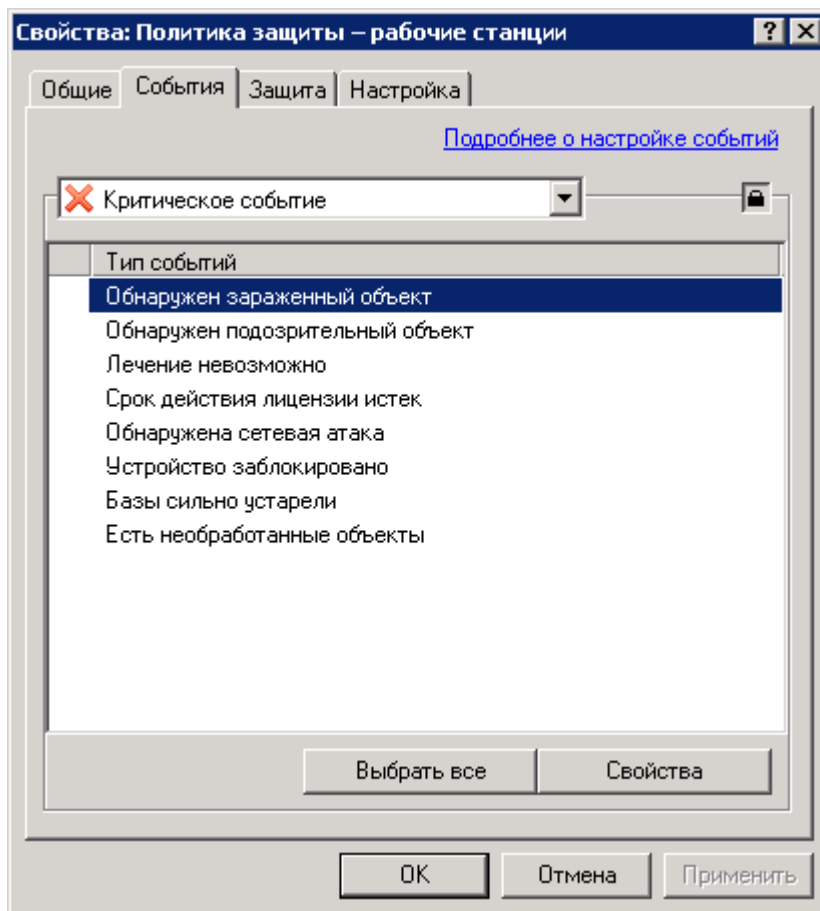 Свойства: Политика защиты – рабочие станции
Общие События Защита Настройка
Подробнее о настройке событий
Критическое событие
Тип событий
Обнаружен зараженный объект
Обнаружен подозрительный объект
Лечение невозможно
Срок действия лицензии истек
Обнаружена сетевая атака
Устройство заблокировано
Базы сильно устарели
Есть необработанные объекты
Выбрать все Свойства
OK Отмена Применить